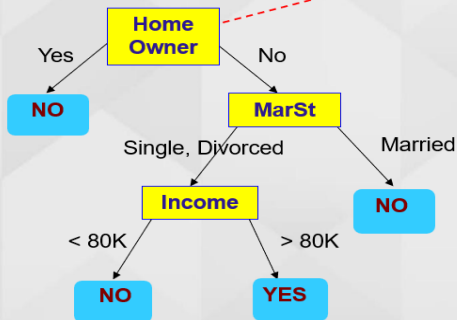 Home
Owner
Yes
No
NO
MarSt
Single, Divorced
Married
Income
NO
< 80K
> 80K
NO
YES